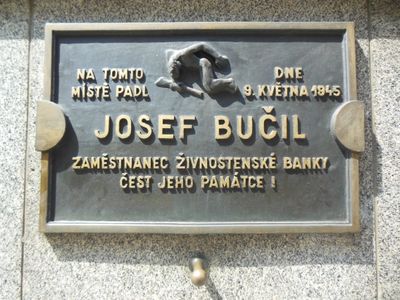 NA TOMTO DNE
MÍSTĚ PADL 9. KVĚTNA 1945
JOSEF BUČIL
ZAMĚSTNANEC ŽIVNOSTENSKÉ BANKY
ČEST JEHO PAMÁTCE !